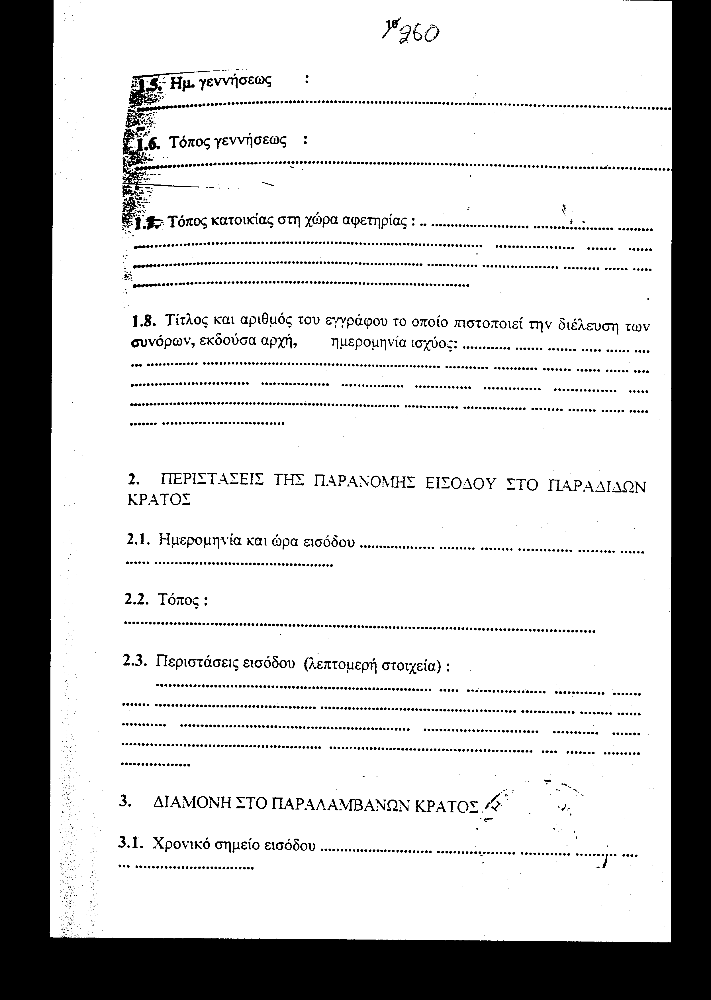 10 260
1.5. Ημ. γεννήσεως :
..........................................................................................
1.6. Τόπος γεννήσεως :
..........................................................................................
1.7. Τόπος κατοικίας στη χώρα αφετηρίας : .. ........................ .................... .........
.................................................................................... .................... ....... ......
....................................................................... ............. ................... ......... ...... .....
..................................................................................
1.8. Τίτλος και αριθμός του εγγράφου το οποίο πιστοποιεί την διέλευση των
συνόρων, εκδούσα αρχή, ημερομηνία ισχύος: ............ ....... ....... ..... ...... ....
... ............. .......................................................... ........... ........... ....... ...... ...... ....
............................. ................. ................ .............. .............. ................ .....
.................................................................. ............. ................ ........ ....... ...... .....
....... ..............................
2. ΠΕΡΙΣΤΑΣΕΙΣ ΤΗΣ ΠΑΡΑΝΟΜΗΣ ΕΙΣΟΔΟΥ ΣΤΟ ΠΑΡΑΔΙΔΩΝ
ΚΡΑΤΟΣ
2.1. Ημερομηνία και ώρα εισόδου ................... ......... ........ .............. ......... ......
...... ............................................
2.2. Τόπος :
....................................................................................................................
2.3. Περιστάσεις εισόδου (λεπτομερή στοιχεία) :
.................................................................... ..... .................... ............ .......
....... ........................................ ................................................ ............. ........ ......
........... ........................................................ ............................ ........... .......
................................................. .................................................. .... ....... .........
.................
3. ΔΙΑΜΟΝΗ ΣΤΟ ΠΑΡΑΛΑΜΒΑΝΩΝ ΚΡΑΤΟΣ
3.1. Χρονικό σημείο εισόδου ............................ ................... ............ .......... ....
... .............................